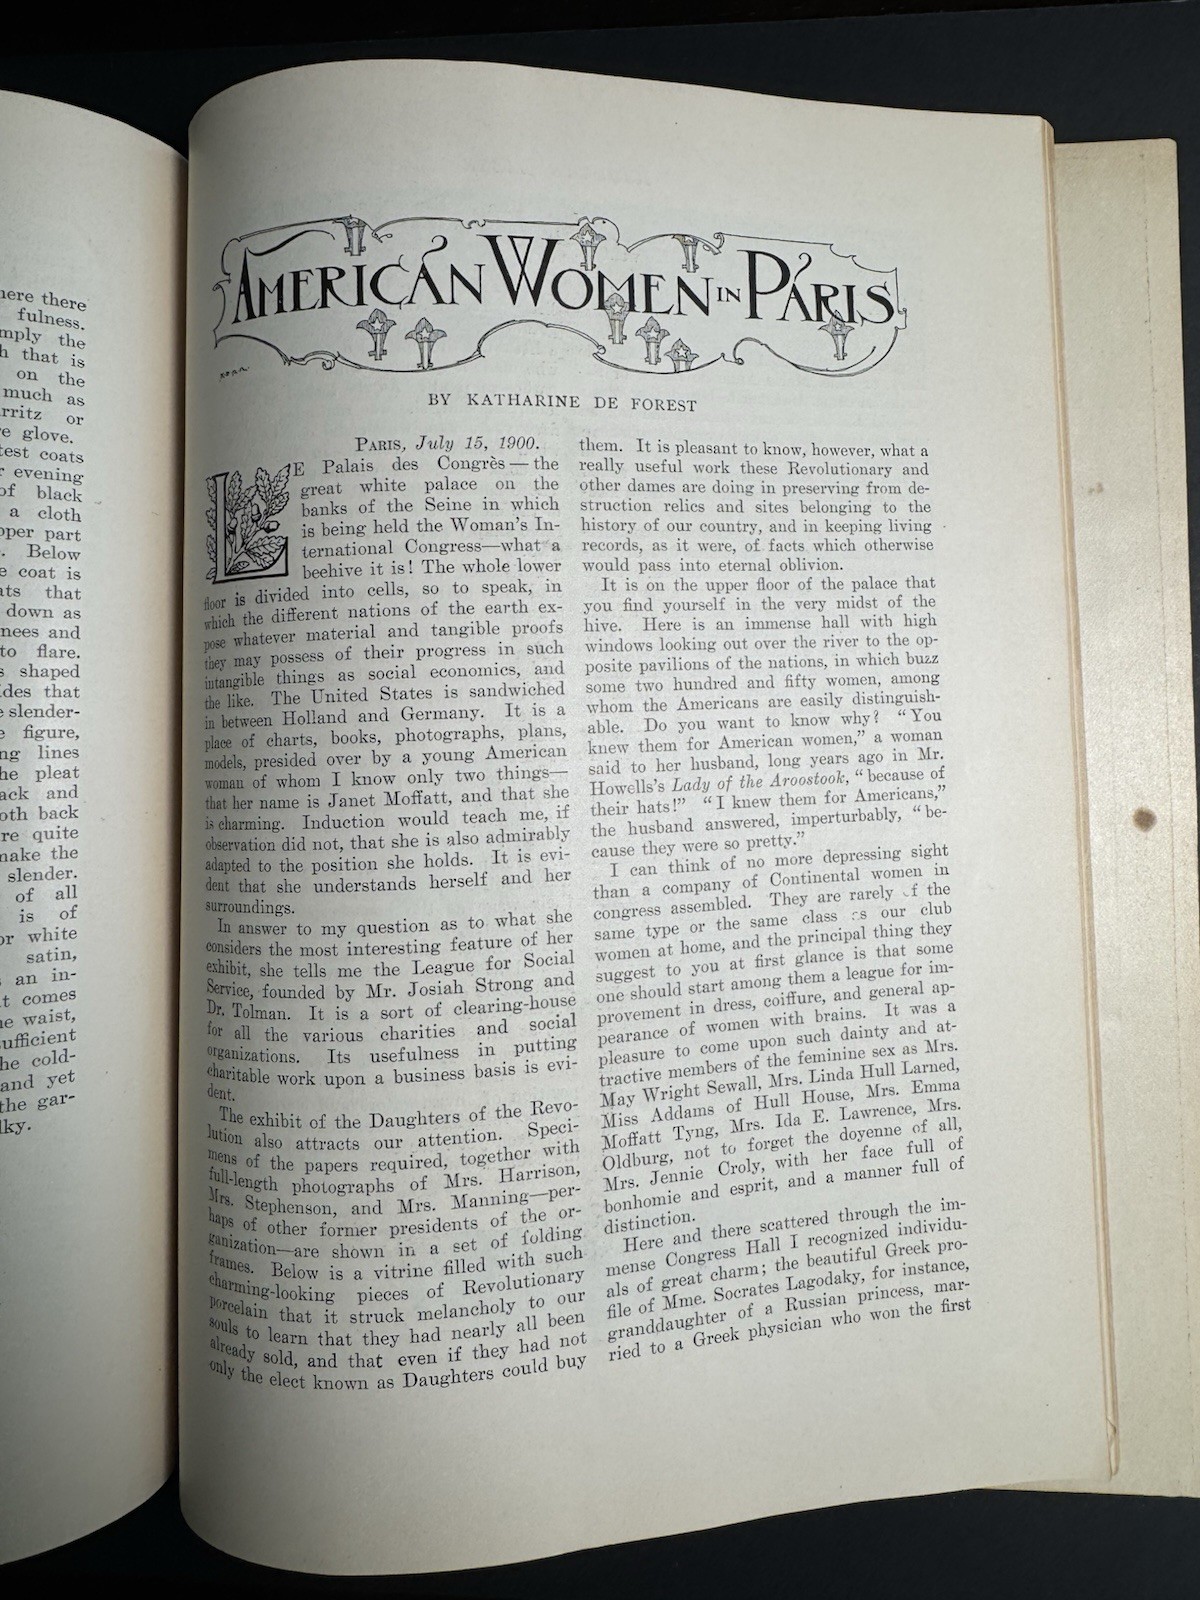 here there
fulness.
mply the
h that is
on the
much as
rritz or
e glove.
test coats
r evening
of black
a cloth
pper part
Below
e coat is
ats that
down as
nees and
to flare.
s shaped
ides that
e slender-
e figure,
ng lines
he pleat
ack and
oth back
re quite
make the
slender.
of all
is of
or white
satin,
s an in-
t comes
he waist,
sufficient
he cold-
and yet
the gar-
lky.
AMERICAN WOMEN IN PARIS
BY KATHARINE DE FOREST
PARIS, July 15, 1900.
LE Palais des Congrès—the
great white palace on the
banks of the Seine in which
is being held the Woman's In-
ternational Congress—what a
beehive it is! The whole lower
floor is divided into cells, so to speak, in
which the different nations of the earth ex-
pose whatever material and tangible proofs
they may possess of their progress in such
intangible things as social economics, and
the like. The United States is sandwiched
in between Holland and Germany. It is a
place of charts, books, photographs, plans,
models, presided over by a young American
woman of whom I know only two things—
that her name is Janet Moffatt, and that she
is charming. Induction would teach me, if
observation did not, that she is also admirably
adapted to the position she holds. It is evi-
dent that she understands herself and her
surroundings.
In answer to my question as to what she
considers the most interesting feature of her
exhibit, she tells me the League for Social
Service, founded by Mr. Josiah Strong and
Dr. Tolman. It is a sort of clearing-house
for all the various charities and social
organizations. Its usefulness in putting
charitable work upon a business basis is evi-
dent.
The exhibit of the Daughters of the Revo-
lution also attracts our attention. Speci-
mens of the papers required, together with
full-length photographs of Mrs. Harrison,
Mrs. Stephenson, and Mrs. Manning—per-
haps of other former presidents of the or-
ganization—are shown in a set of folding
frames. Below is a vitrine filled with such
charming-looking pieces of Revolutionary
porcelain that it struck melancholy to our
souls to learn that they had nearly all been
already sold, and that even if they had not
only the elect known as Daughters could buy
them. It is pleasant to know, however, what a
really useful work these Revolutionary and
other dames are doing in preserving from de-
struction relics and sites belonging to the
history of our country, and in keeping living
records, as it were, of facts which otherwise
would pass into eternal oblivion.
It is on the upper floor of the palace that
you find yourself in the very midst of the
hive. Here is an immense hall with high
windows looking out over the river to the op-
posite pavilions of the nations, in which buzz
some two hundred and fifty women, among
whom the Americans are easily distinguish-
able. Do you want to know why? "You
knew them for American women," a woman
said to her husband, long years ago in Mr.
Howells's Lady of the Aroostook, "because of
their hats!" "I knew them for Americans,"
the husband answered, imperturbably, "be-
cause they were so pretty."
I can think of no more depressing sight
than a company of Continental women in
congress assembled. They are rarely of the
same type or the same class as our club
women at home, and the principal thing they
suggest to you at first glance is that some
one should start among them a league for im-
provement in dress, coiffure, and general ap-
pearance of women with brains. It was a
pleasure to come upon such dainty and at-
tractive members of the feminine sex as Mrs.
May Wright Sewall, Mrs. Linda Hull Larned,
Miss Addams of Hull House, Mrs. Emma
Moffatt Tyng, Mrs. Ida E. Lawrence, Mrs.
Oldburg, not to forget the doyenne of all,
Mrs. Jennie Croly, with her face full of
bonhomie and esprit, and a manner full of
distinction.
Here and there scattered through the im-
mense Congress Hall I recognized individu-
als of great charm; the beautiful Greek pro-
file of Mme. Socrates Lagodaky, for instance,
granddaughter of a Russian princess, mar-
ried to a Greek physician who won the first